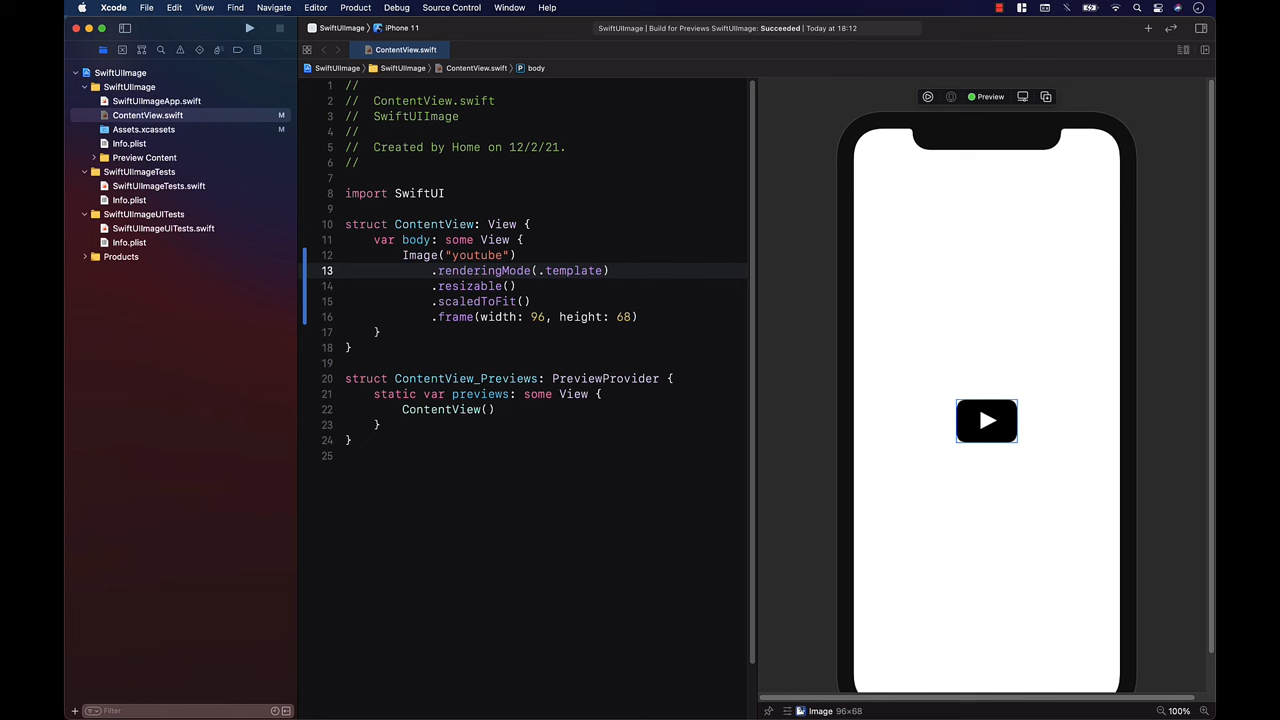 Xcode File Edit View Find Navigate Editor Product Debug Source Control Window Help
SwiftUIImage iPhone 11
SwiftUIImage | Build for Previews SwiftUIImage: Succeeded | Today at 18:12
ContentView.swift
SwiftUIImage SwiftUIImage ContentView.swift body
SwiftUIImage
SwiftUIImage
SwiftUIImageApp.swift
ContentView.swift M
Assets.xcassets M
Info.plist
Preview Content
SwiftUIImageTests
SwiftUIImageTests.swift
Info.plist
SwiftUIImageUITests
SwiftUIImageUITests.swift
Info.plist
Products
Filter
1 //
2 // ContentView.swift
3 // SwiftUIImage
4 //
5 // Created by Home on 12/2/21.
6 //
7
8 import SwiftUI
9
10 struct ContentView: View {
11 var body: some View {
12 Image("youtube")
13 .renderingMode(.template)
14 .resizable()
15 .scaledToFit()
16 .frame(width: 96, height: 68)
17 }
18 }
19
20 struct ContentView_Previews: PreviewProvider {
21 static var previews: some View {
22 ContentView()
23 }
24 }
25
Preview
Image 96×68
100%